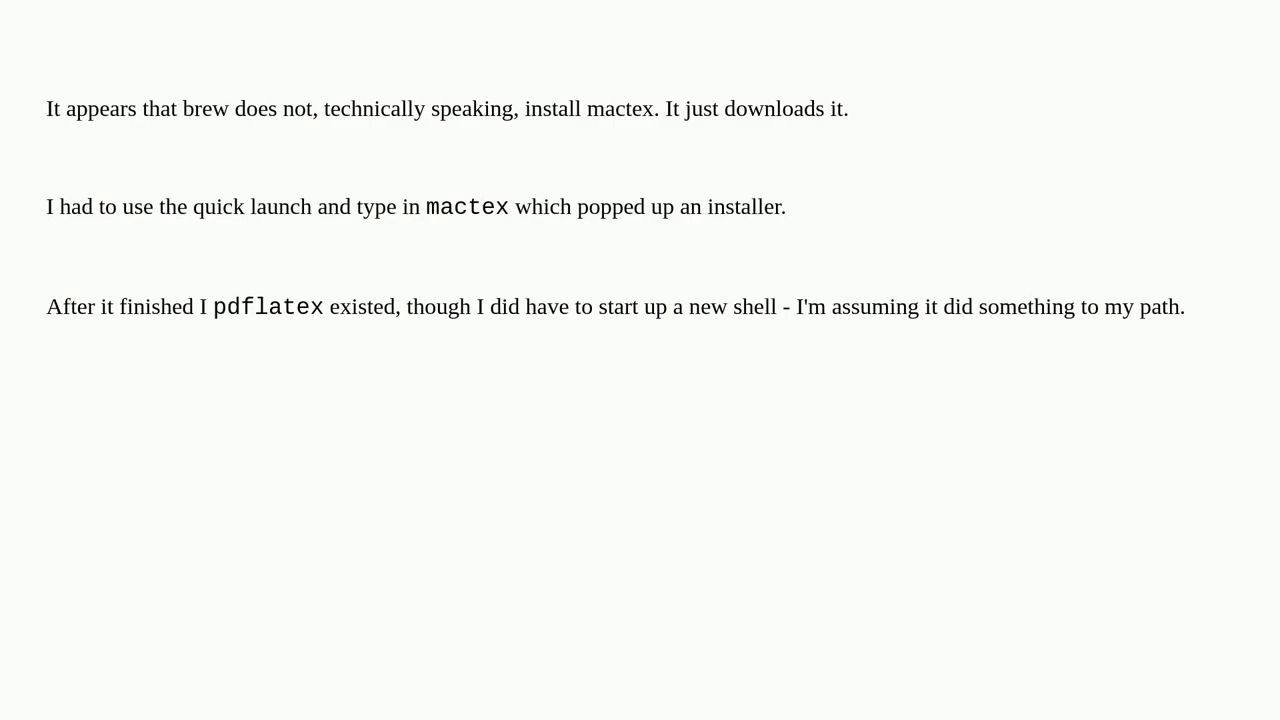 It appears that brew does not, technically speaking, install mactex. It just downloads it.
I had to use the quick launch and type in mactex which popped up an installer.
After it finished I pdflatex existed, though I did have to start up a new shell - I'm assuming it did something to my path.